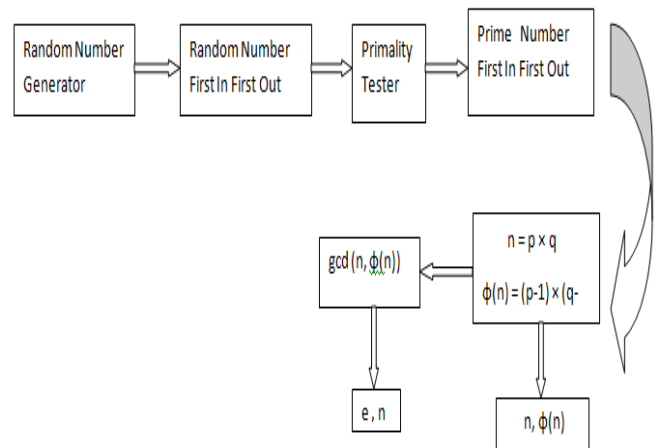 Random Number
Generator
Random Number
First In First Out
Primality
Tester
Prime Number
First In First Out
n = p × q
ϕ(n) = (p-1) × (q-
gcd (n, ϕ(n))
e , n
n, ϕ(n)